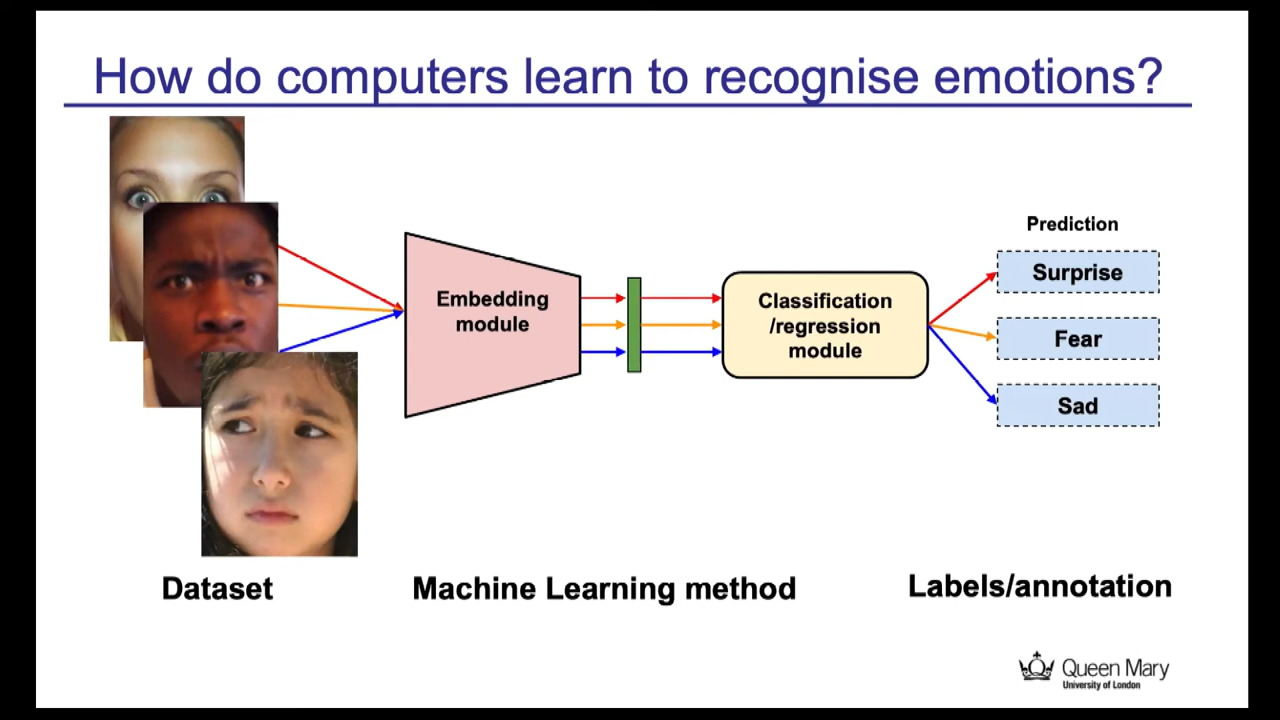 How do computers learn to recognise emotions?
Embedding
module
Classification
/regression
module
Prediction
Surprise
Fear
Sad
Dataset
Machine Learning method
Labels/annotation
Queen Mary
University of London